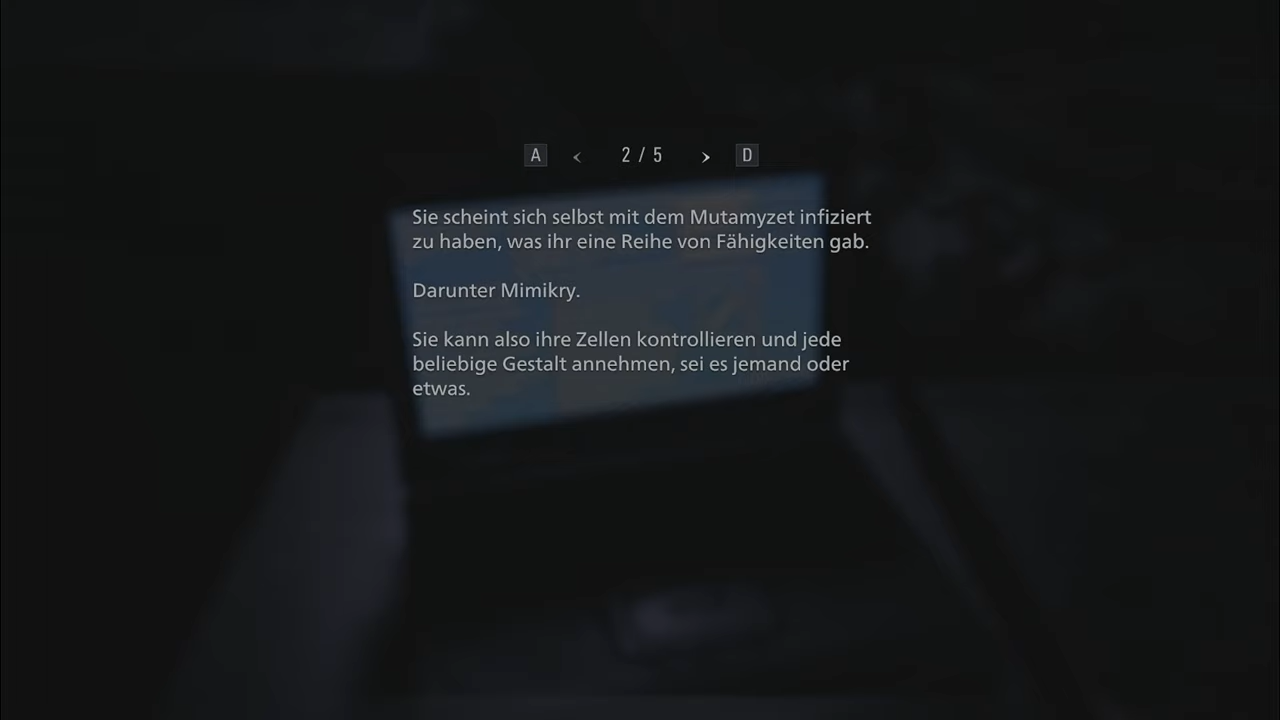 A < 2 / 5 > D
Sie scheint sich selbst mit dem Mutamyzet infiziert
zu haben, was ihr eine Reihe von Fähigkeiten gab.
Darunter Mimikry.
Sie kann also ihre Zellen kontrollieren und jede
beliebige Gestalt annehmen, sei es jemand oder
etwas.